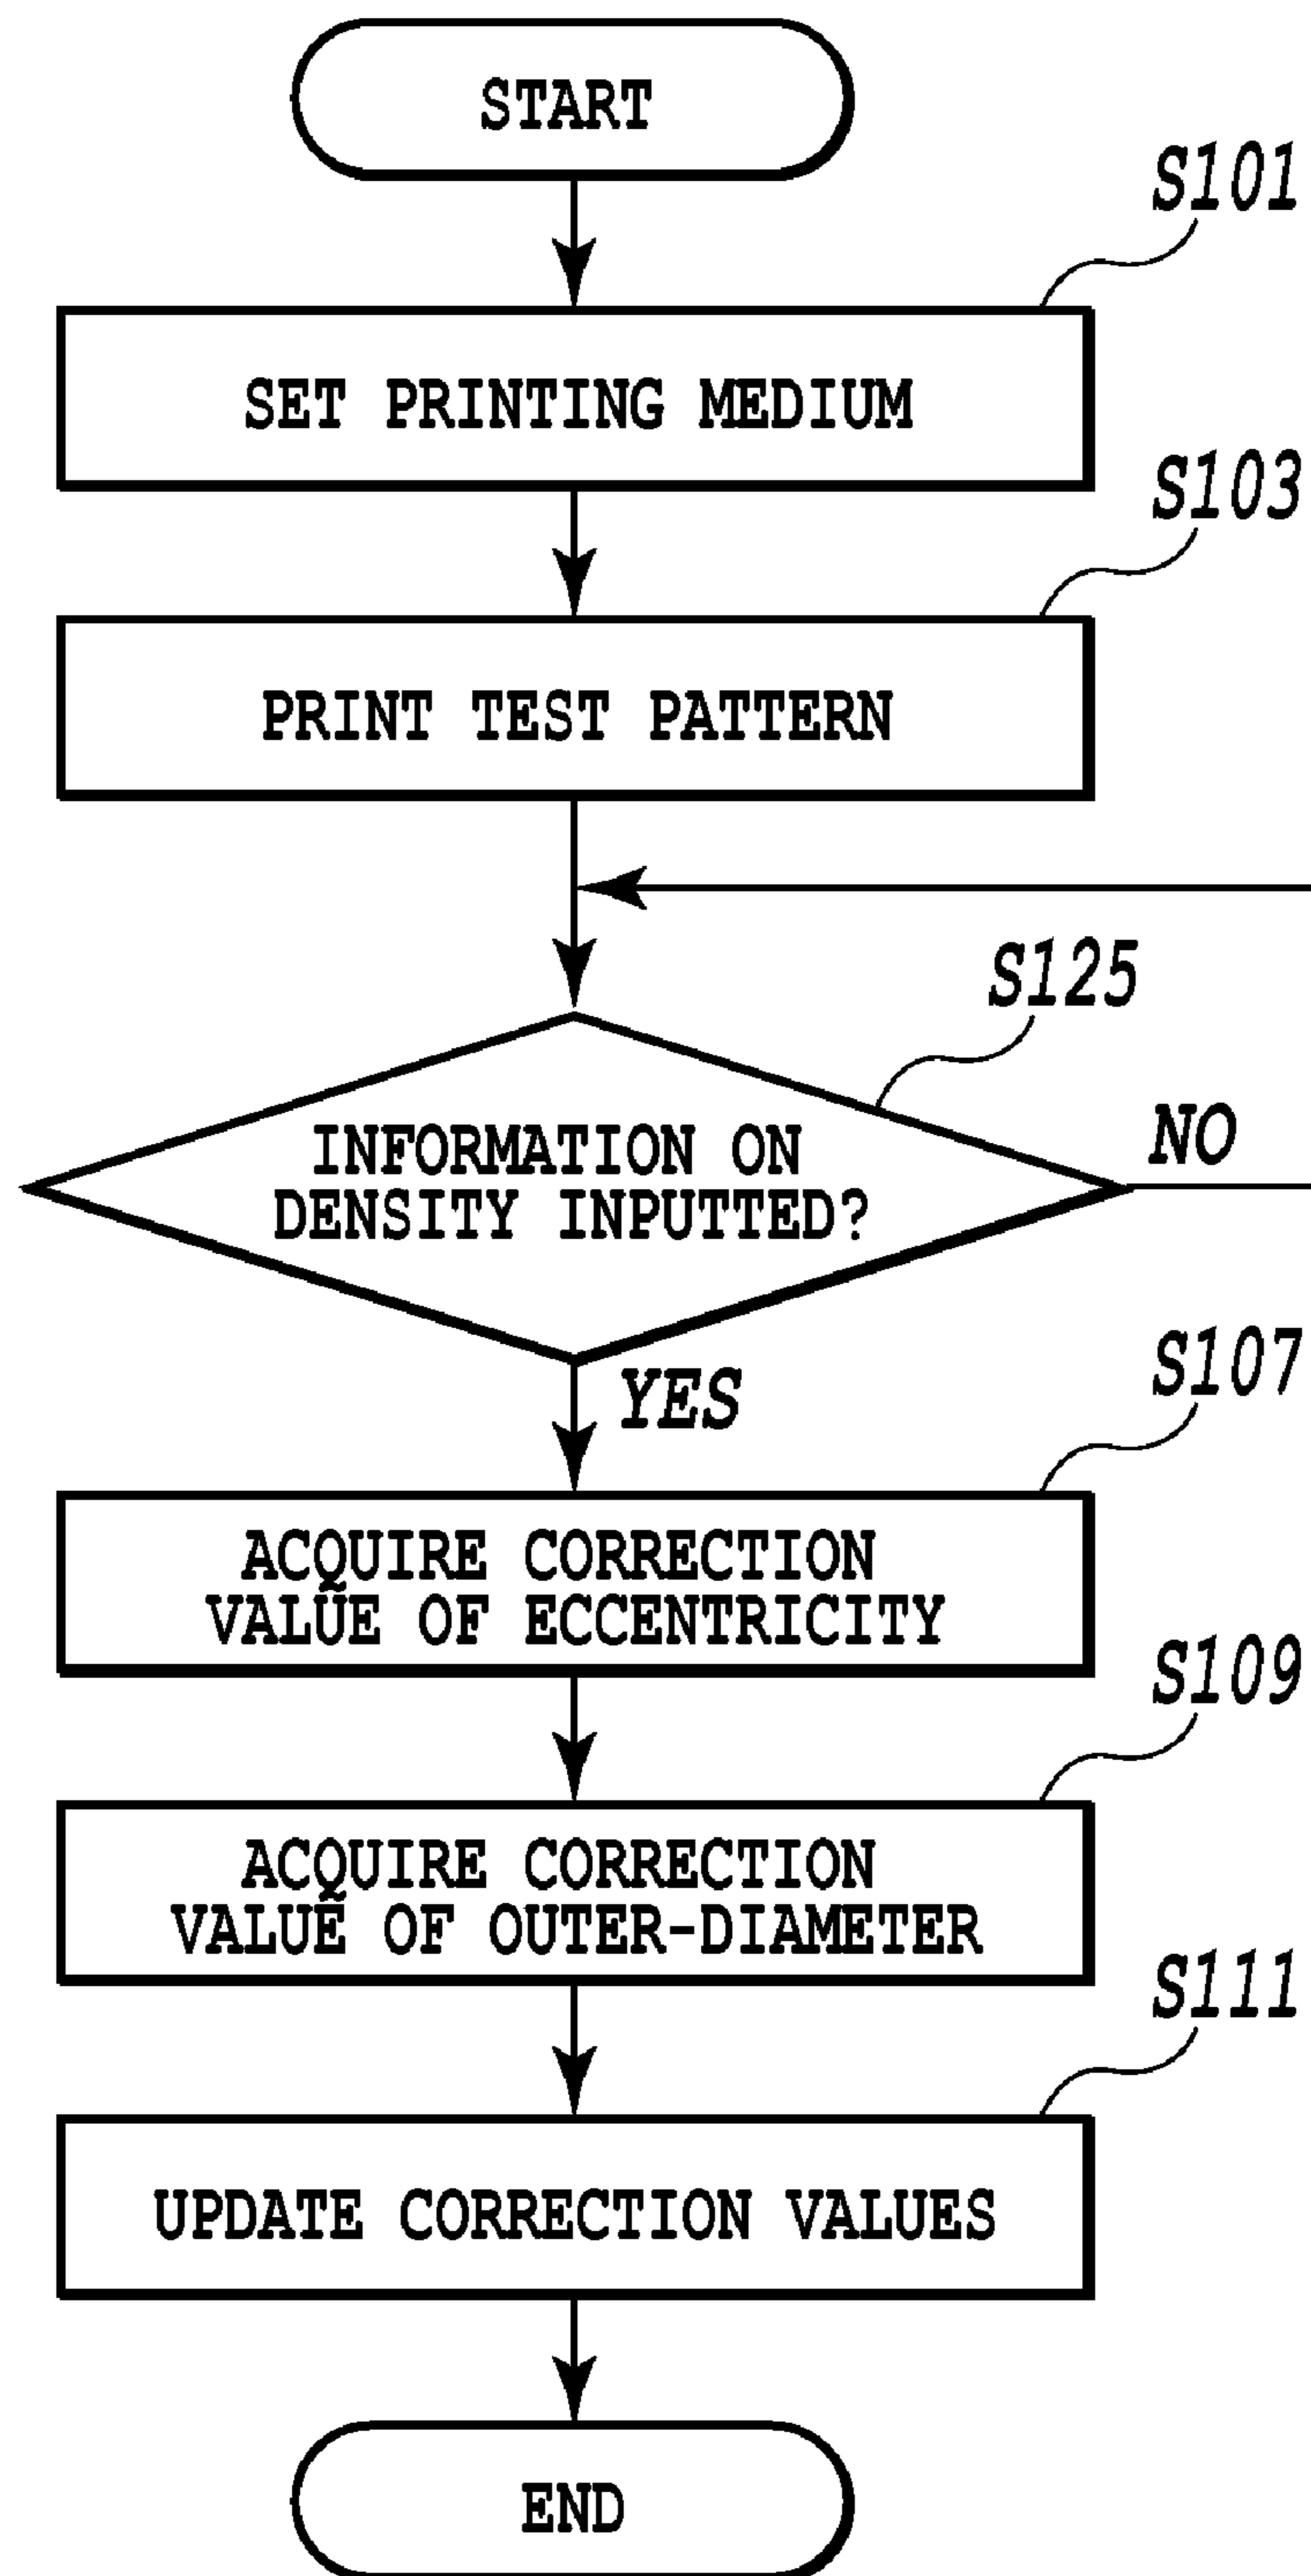 START
S101
SET PRINTING MEDIUM
S103
PRINT TEST PATTERN
S125
INFORMATION ON
DENSITY INPUTTED?
NO
YES
S107
ACQUIRE CORRECTION
VALUE OF ECCENTRICITY
S109
ACQUIRE CORRECTION
VALUE OF OUTER-DIAMETER
S111
UPDATE CORRECTION VALUES
END